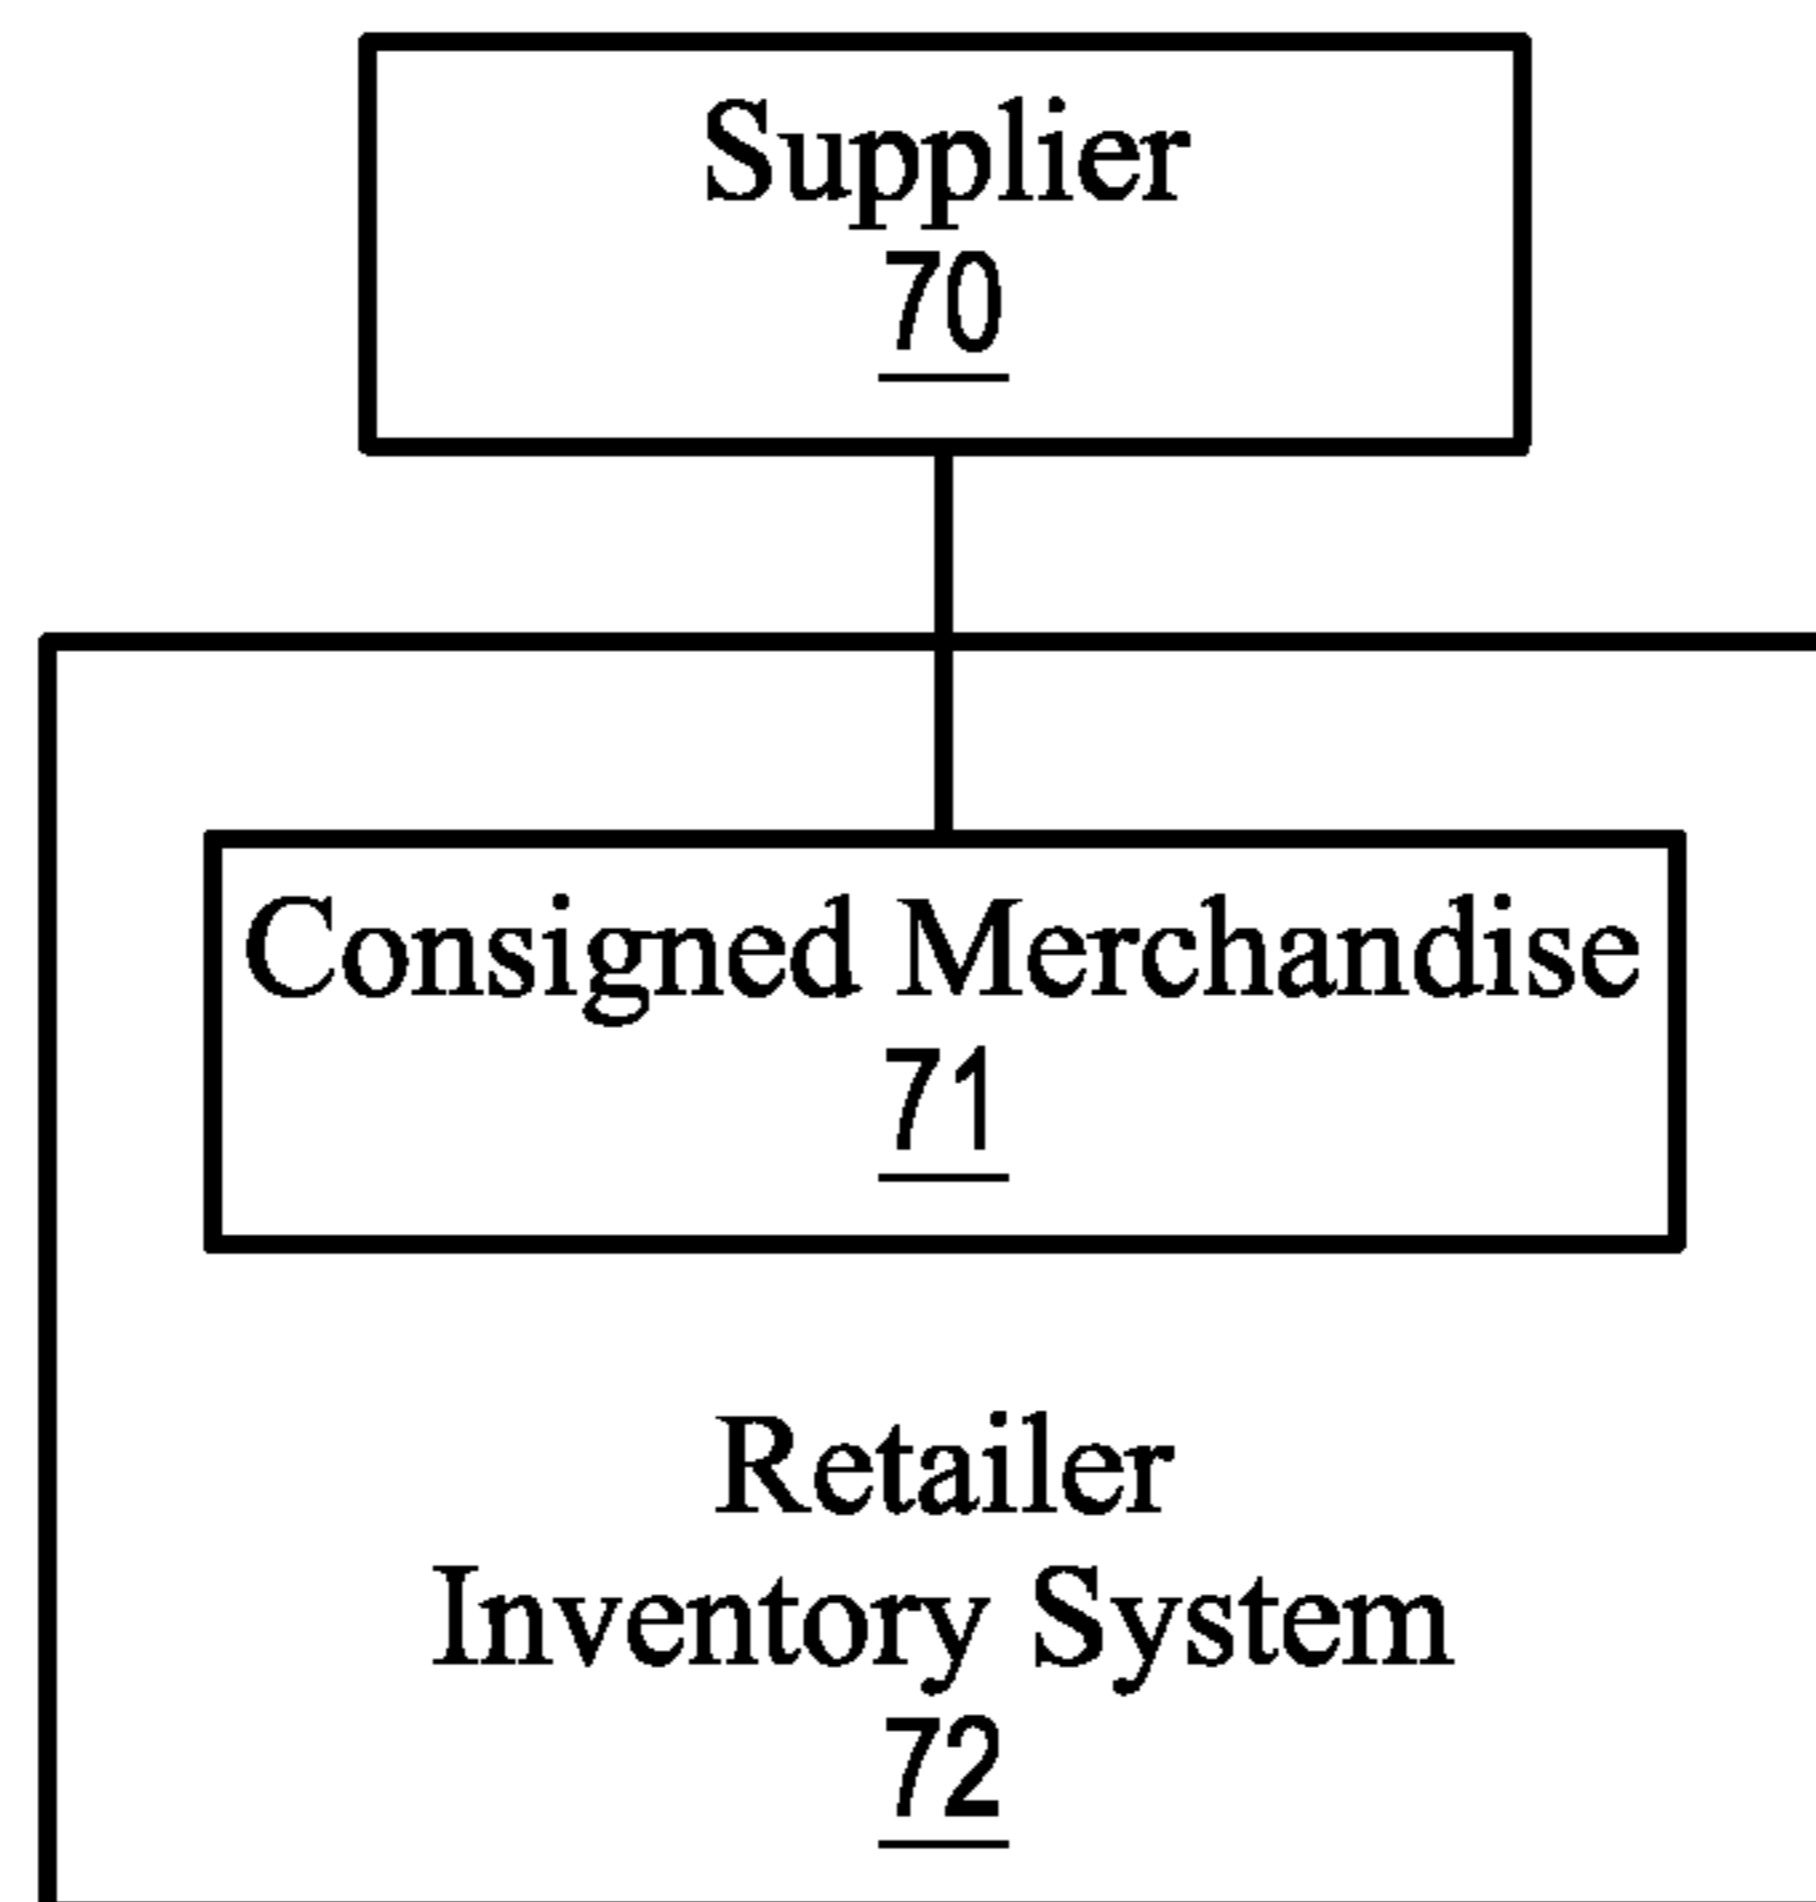 Supplier
70
Consigned Merchandise
71
Retailer
Inventory System
72